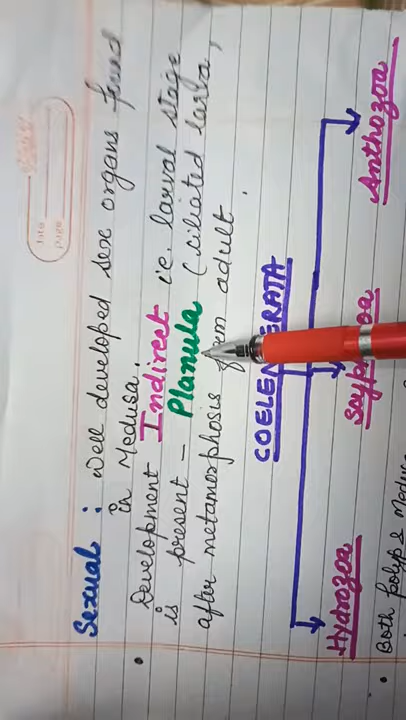 Date
Page
Sexual : Well developed sex organs found
in Medusa.
• Development Indirect i.e. larval stage
is present - Planula (ciliated larva,
after metamorphosis adult.
COELENTERATA
Hydrozoa Anthozoa
• Both polyp & Medusa